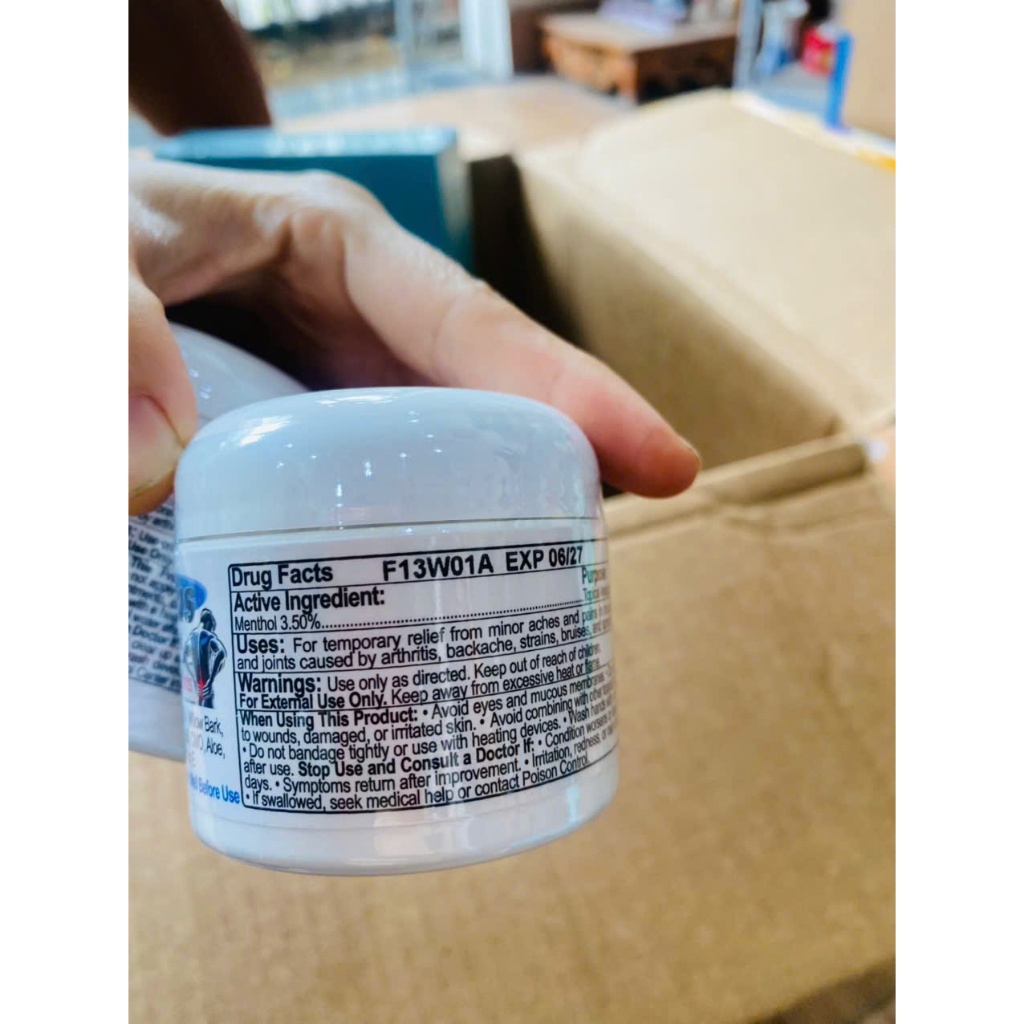 Drug Facts F13W01A EXP 06/27
Active Ingredient:
Menthol 3.50%
Uses: For temporary relief from minor aches and pains
and joints caused by arthritis, backache, strains, bruises,
Warnings: Use only as directed. Keep out of reach of children.
For External Use Only. Keep away from excessive heat or flame.
When Using This Product: • Avoid eyes and mucous membranes
to wounds, damaged, or irritated skin. • Avoid combining with other
• Do not bandage tightly or use with heating devices. • Wash hands
after use. Stop Use and Consult a Doctor If: • Condition worsens
days. • Symptoms return after improvement. • Irritation, redness, or
• If swallowed, seek medical help or contact Poison Control.
Bark,
Aloe,
Before Use